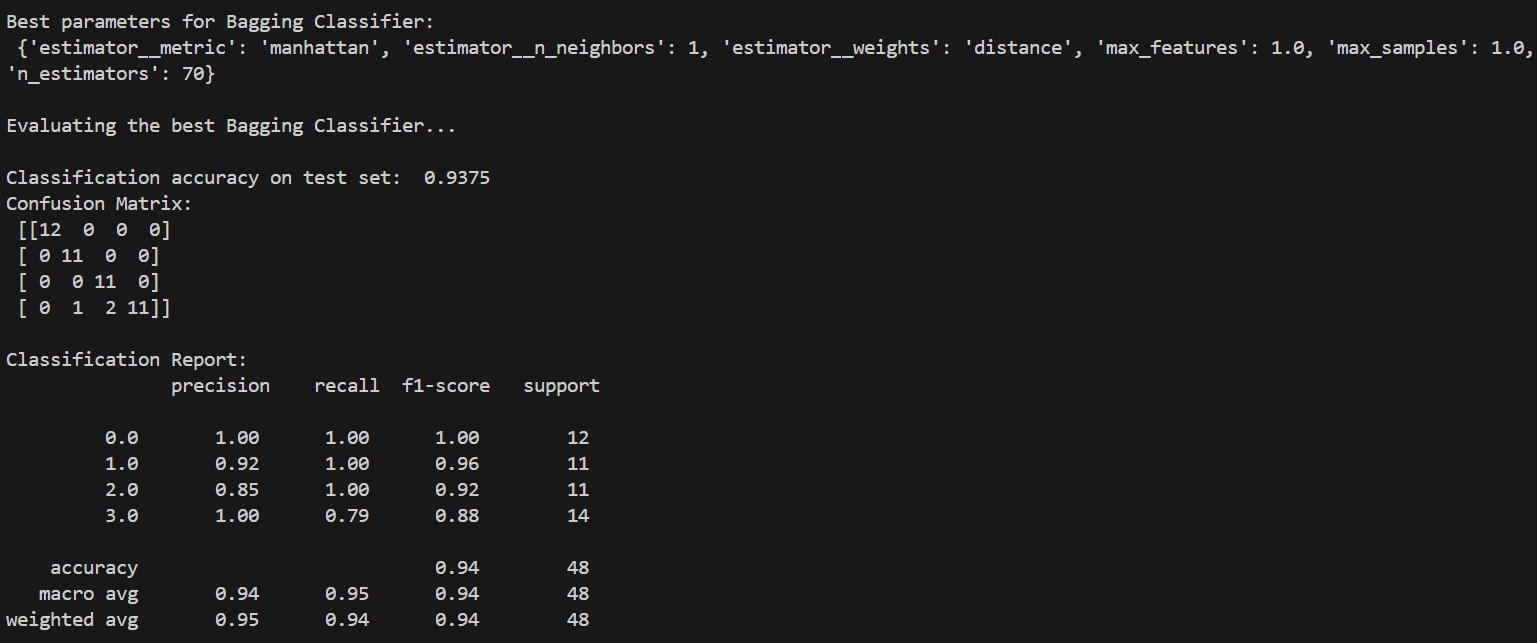 Best parameters for Bagging Classifier:
 {'estimator__metric': 'manhattan', 'estimator__n_neighbors': 1, 'estimator__weights': 'distance', 'max_features': 1.0, 'max_samples': 1.0,
'n_estimators': 70}

Evaluating the best Bagging Classifier...

Classification accuracy on test set:  0.9375
Confusion Matrix:
 [[12  0  0  0]
 [ 0 11  0  0]
 [ 0  0 11  0]
 [ 0  1  2 11]]

Classification Report:
               precision    recall  f1-score   support

         0.0       1.00      1.00      1.00        12
         1.0       0.92      1.00      0.96        11
         2.0       0.85      1.00      0.92        11
         3.0       1.00      0.79      0.88        14

    accuracy                           0.94        48
   macro avg       0.94      0.95      0.94        48
weighted avg       0.95      0.94      0.94        48